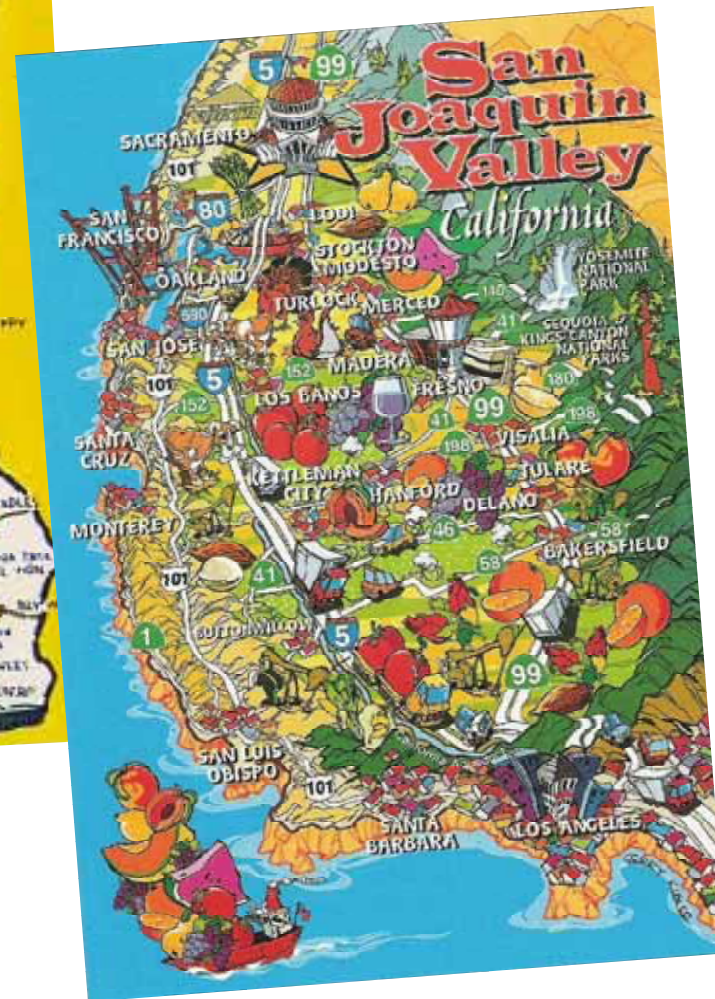 San
Joaquin
Valley
California
5
99
SACRAMENTO
101
80
LODI
SAN
FRANCISCO
STOCKTON
MODESTO
YOSEMITE
NATIONAL
PARK
OAKLAND
TURLOCK
MERCED
140
41
580
SEQUOIA &
KINGS CANYON
NATIONAL
PARKS
SAN JOSE
MADERA
152
5
101
180
LOS BANOS
FRESNO
152
41
99
198
SANTA
CRUZ
198
VISALIA
KETTLEMAN
CITY
HANFORD
TULARE
DELANO
MONTEREY
46
58
BAKERSFIELD
101
41
58
1
BUTTONWILLOW
5
99
SAN LUIS
OBISPO
101
SANTA
BARBARA
LOS ANGELES